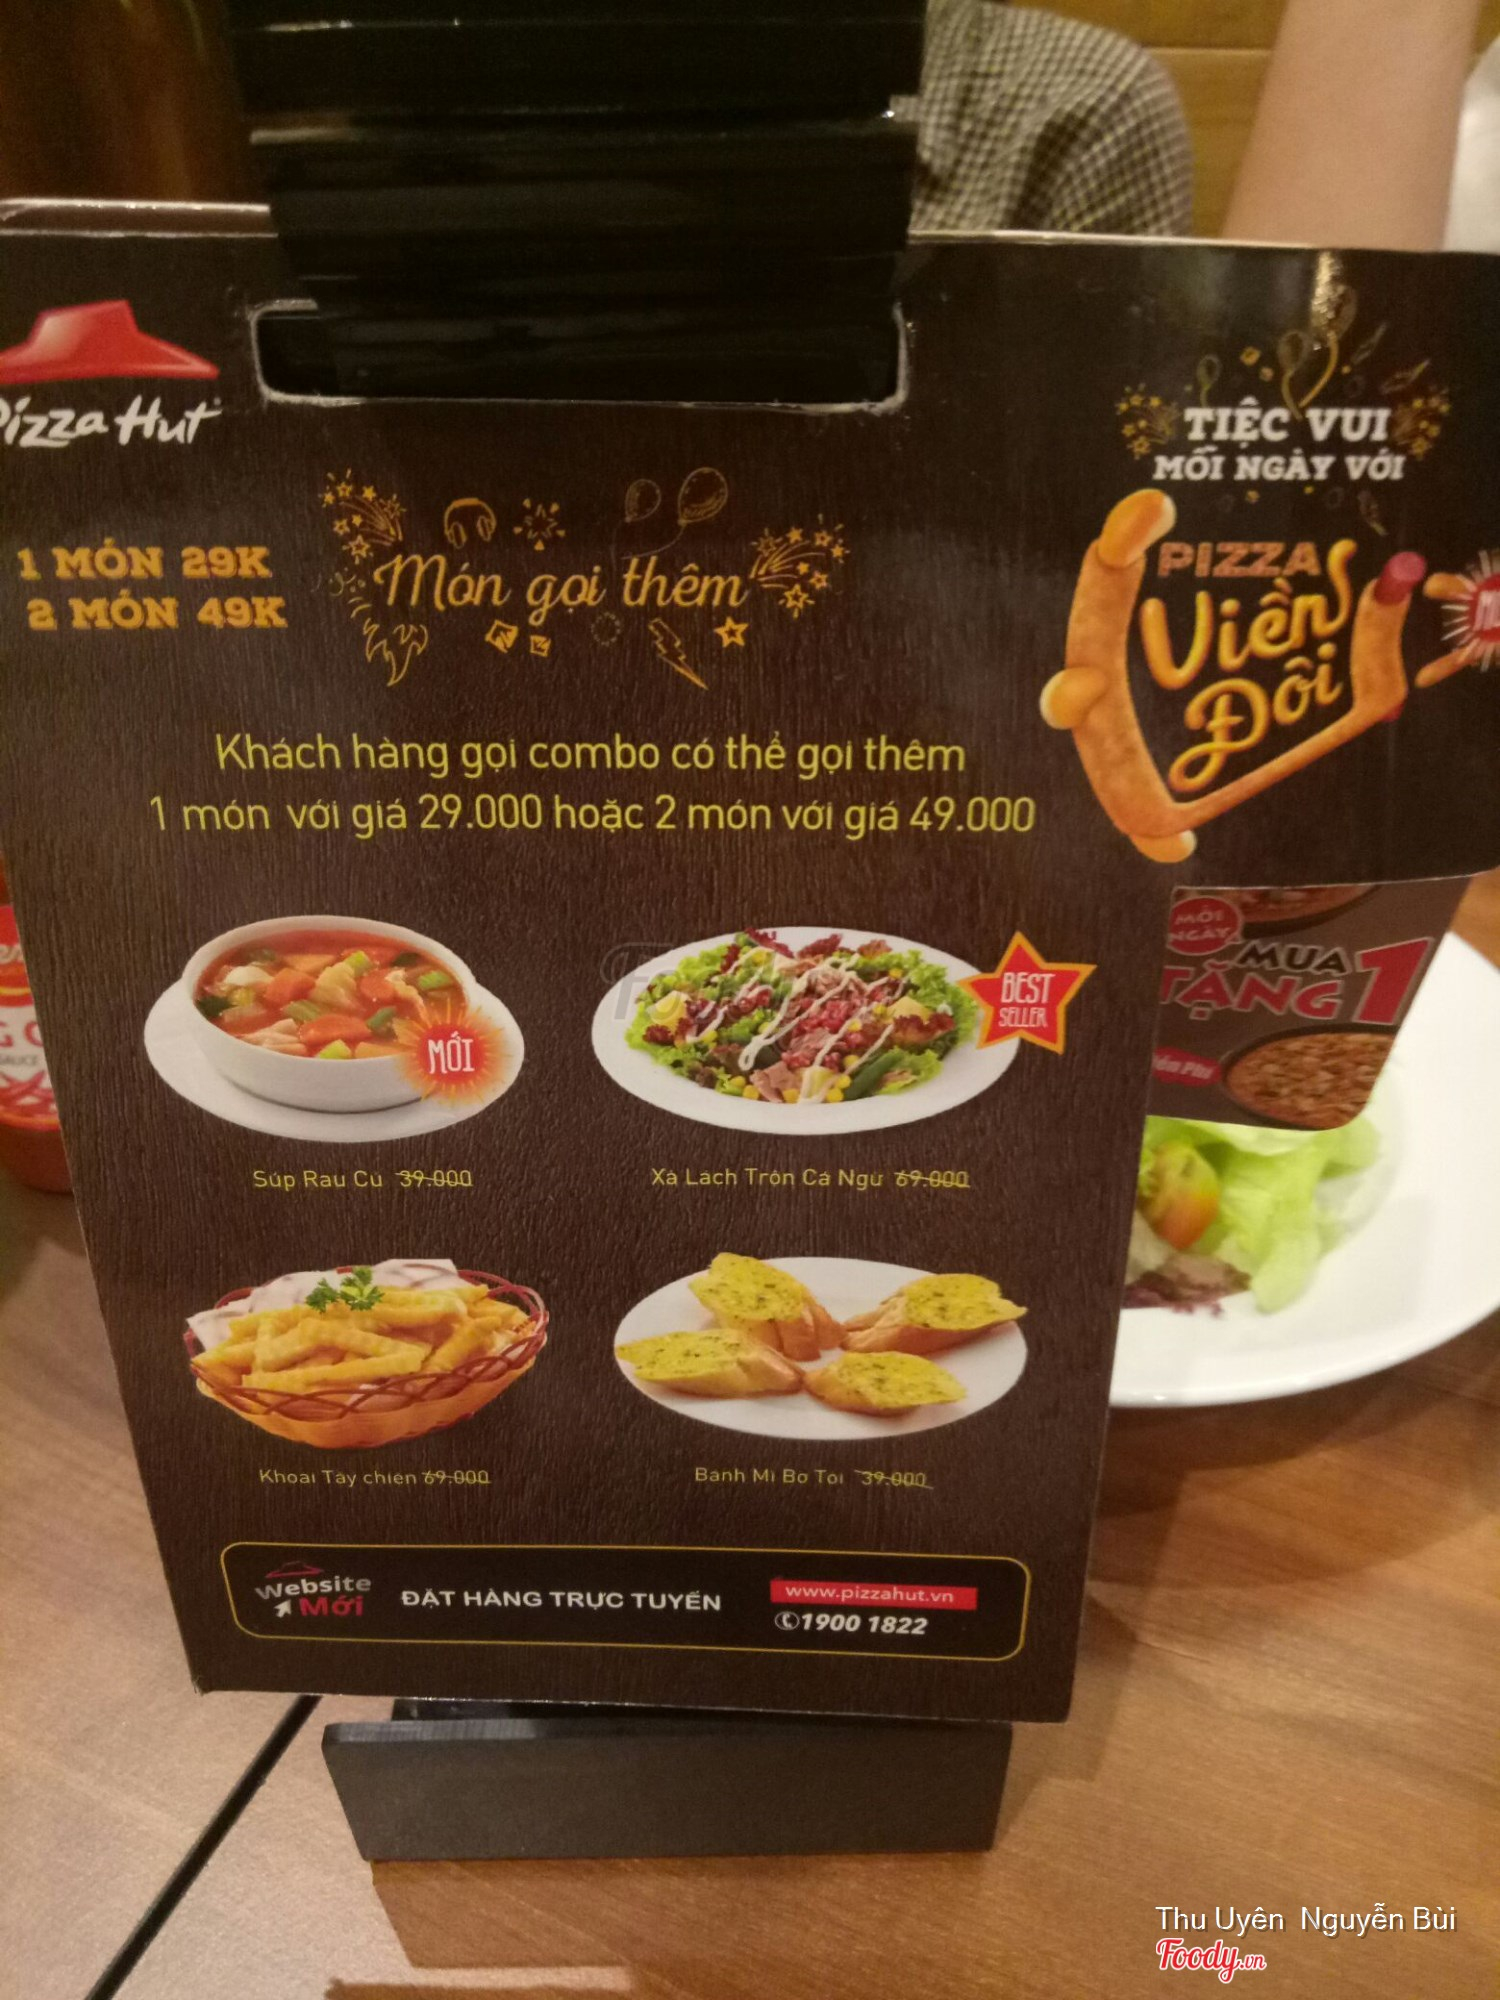 Pizza Hut
1 MÓN 29K
2 MÓN 49K
Món gọi thêm
TIỆC VUI
MỖI NGÀY VỚI
PIZZA
Viền
Đôi
Khách hàng gọi combo có thể gọi thêm
1 món với giá 29.000 hoặc 2 món với giá 49.000
MỖI
NGÀY
MUA
TẶNG 1
MỚI
BEST
SELLER
Súp Rau Củ 39.000
Xà Lách Trộn Cá Ngừ 69.000
Khoai Tây chiên 69.000
Bánh Mì Bơ Tỏi 39.000
Website
Mới
ĐẶT HÀNG TRỰC TUYẾN
www.pizzahut.vn
1900 1822
Thu Uyên Nguyễn Bùi
Foody.vn